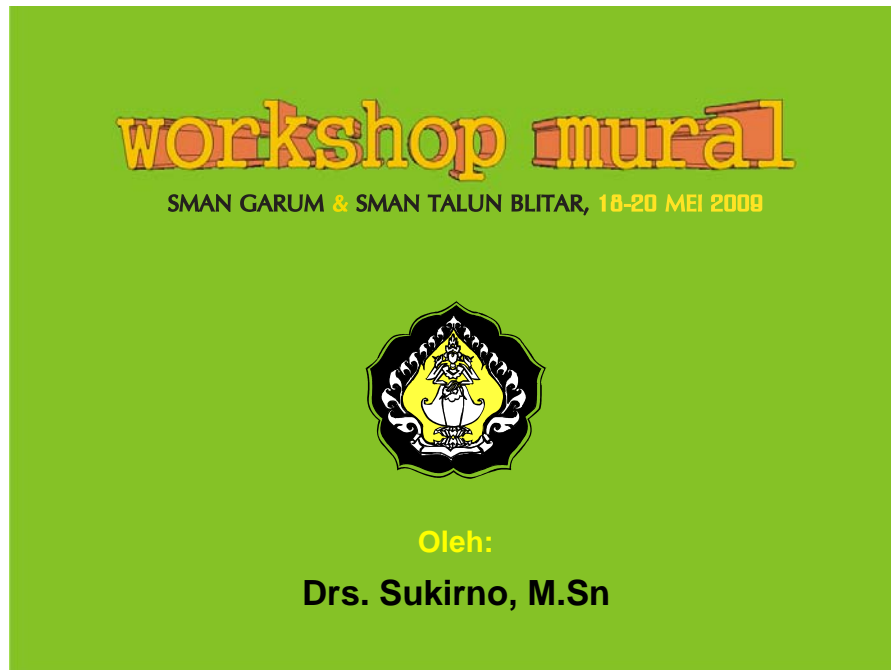 workshop mural
SMAN GARUM & SMAN TALUN BLITAR, 18-20 MEI 2009
Oleh:
Drs. Sukirno, M.Sn